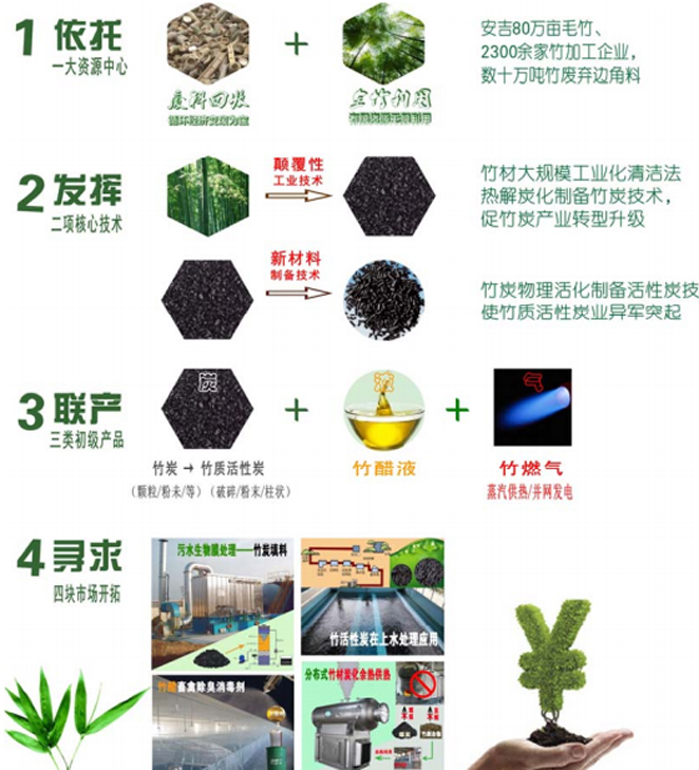 1 依托
一大资源中心
废料回收
循环经济变废为宝
全竹利用
安吉80万亩毛竹、
2300余家竹加工企业,
数十万吨竹废弃边角料
2 发挥
二项核心技术
颠覆性
工业技术
竹材大规模工业化清洁法
热解炭化制备竹炭技术,
促竹炭产业转型升级
新材料
制备技术
竹炭物理活化制备活性炭技
使竹质活性炭业异军突起
3 联产
三类初级产品
炭
液
气
竹炭 → 竹质活性炭
(颗粒/粉末/等)(破碎/粉末/柱状)
竹醋液
竹燃气
蒸汽供热/并网发电
4 寻求
四块市场开拓
污水生物膜处理——竹炭填料
竹活性炭在上水处理应用
竹醋畜禽除臭消毒剂
分布式竹材炭化余热供热